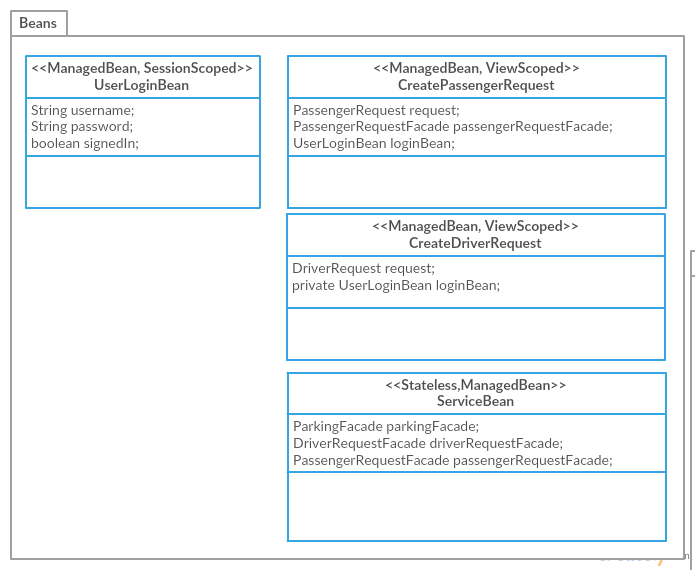 Beans
<<ManagedBean, SessionScoped>>
UserLoginBean
String username;
String password;
boolean signedIn;
<<ManagedBean, ViewScoped>>
CreatePassengerRequest
PassengerRequest request;
PassengerRequestFacade passengerRequestFacade;
UserLoginBean loginBean;
<<ManagedBean, ViewScoped>>
CreateDriverRequest
DriverRequest request;
private UserLoginBean loginBean;
<<Stateless,ManagedBean>>
ServiceBean
ParkingFacade parkingFacade;
DriverRequestFacade driverRequestFacade;
PassengerRequestFacade passengerRequestFacade;